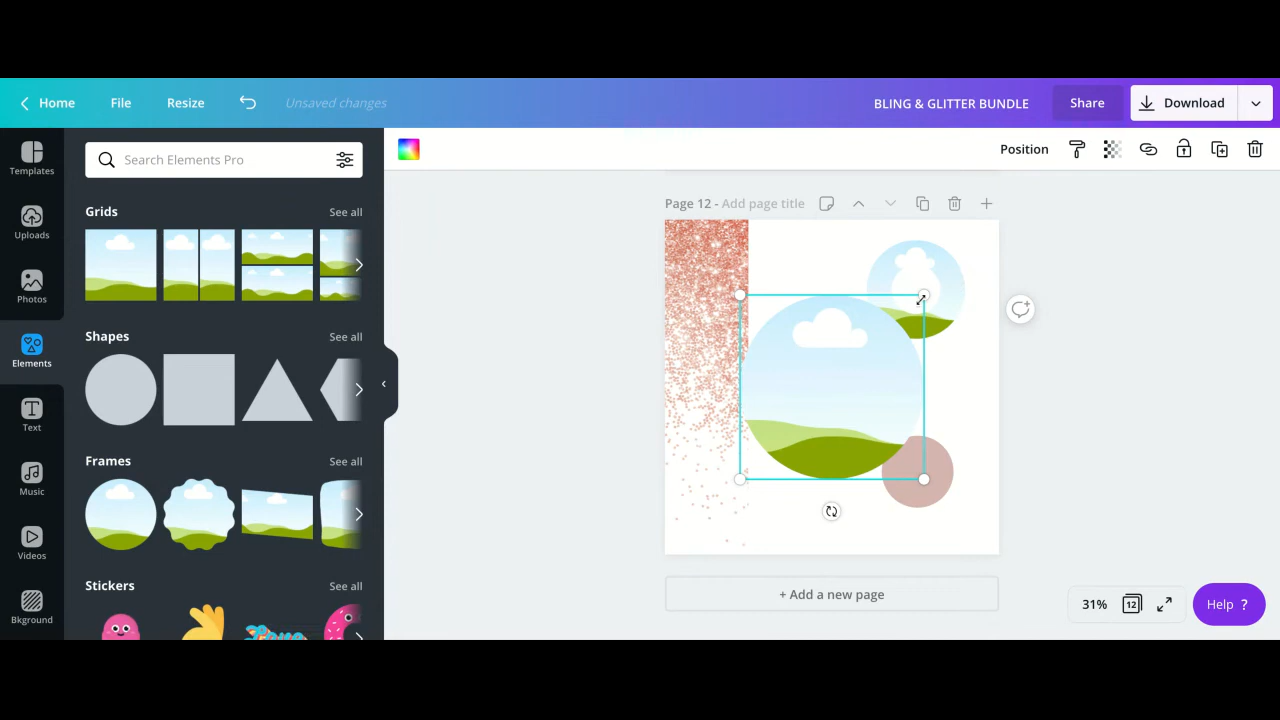 Home File Resize Unsaved changes BLING & GLITTER BUNDLE Share Download
Templates
Uploads
Photos
Elements
Text
Music
Videos
Bkground
Search Elements Pro
Grids See all
Shapes See all
Frames See all
Stickers See all
Position
Page 12 - Add page title
+ Add a new page
31% 12 Help ?